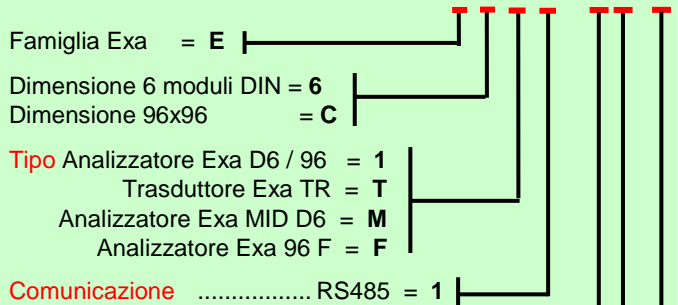 Famiglia Exa = E
Dimensione 6 moduli DIN = 6
Dimensione 96x96 = C
Tipo Analizzatore Exa D6 / 96 = 1
Trasduttore Exa TR = T
Analizzatore Exa MID D6 = M
Analizzatore Exa 96 F = F
Comunicazione ................. RS485 = 1